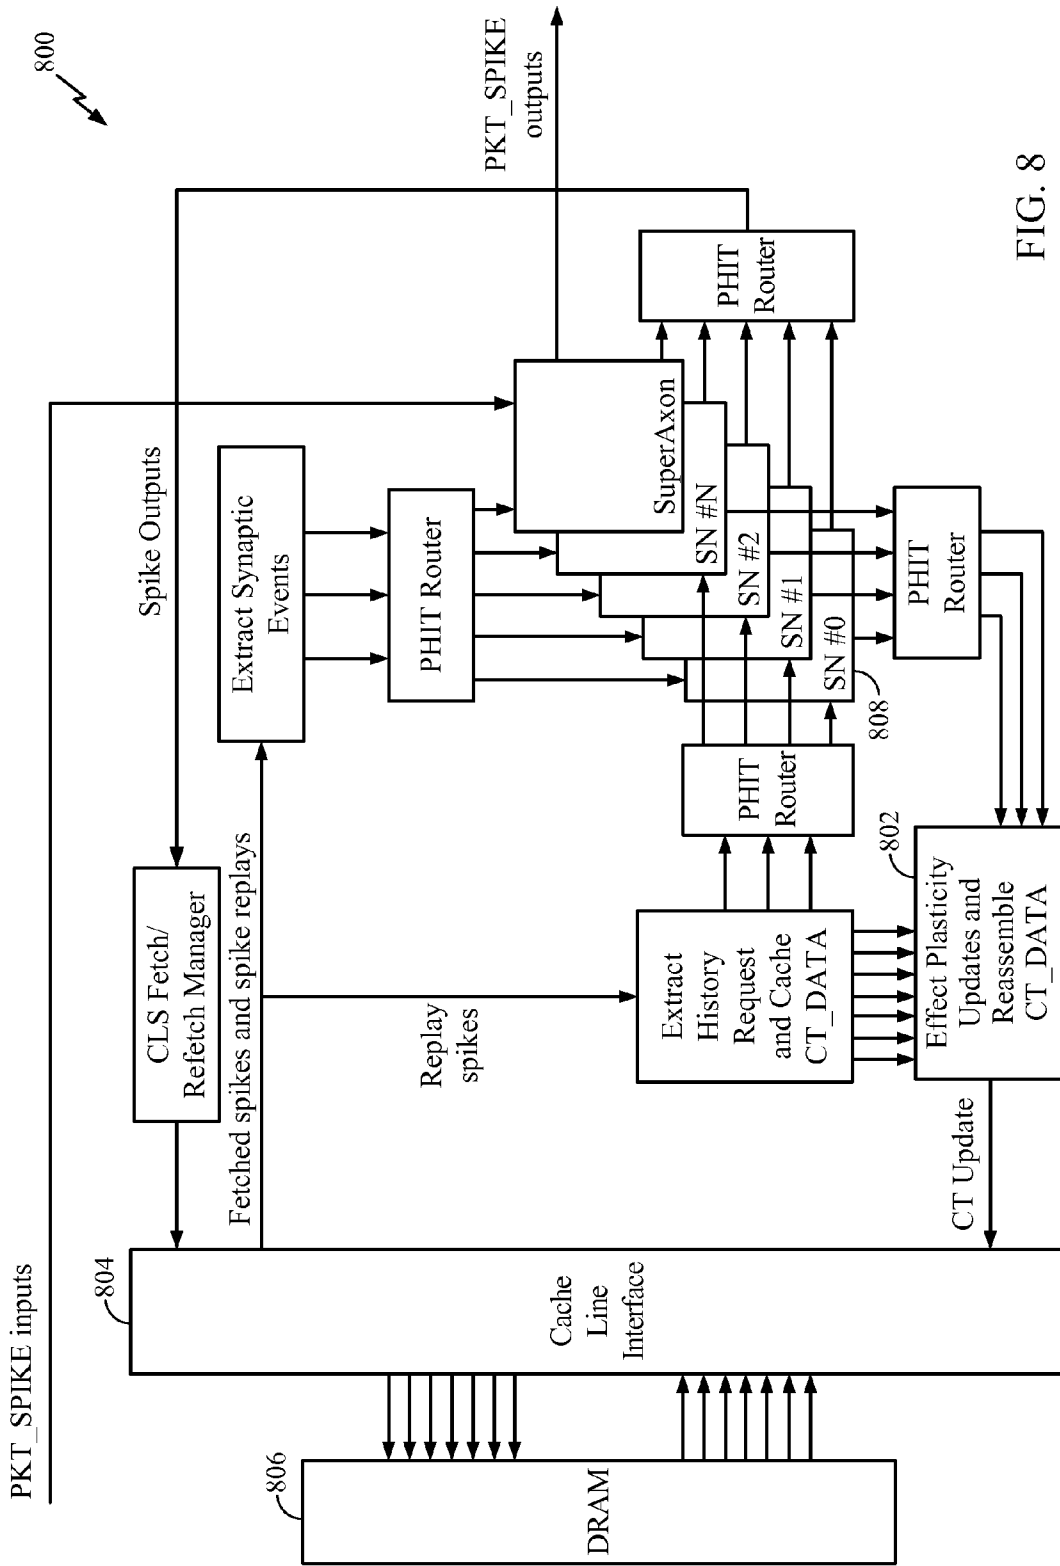 800
PKT_SPIKE inputs
PKT_SPIKE
outputs
Spike Outputs
CLS Fetch/
Refetch Manager
Fetched spikes and spike replays
Extract Synaptic
Events
PHIT Router
804
Cache
Line
Interface
806
DRAM
Replay
spikes
Extract
History
Request
and Cache
CT_DATA
PHIT
Router
SuperAxon
SN #N
SN #2
SN #1
SN #0
808
PHIT
Router
PHIT
Router
802
Effect Plasticity
Updates and
Reassemble
CT_DATA
CT Update
FIG. 8